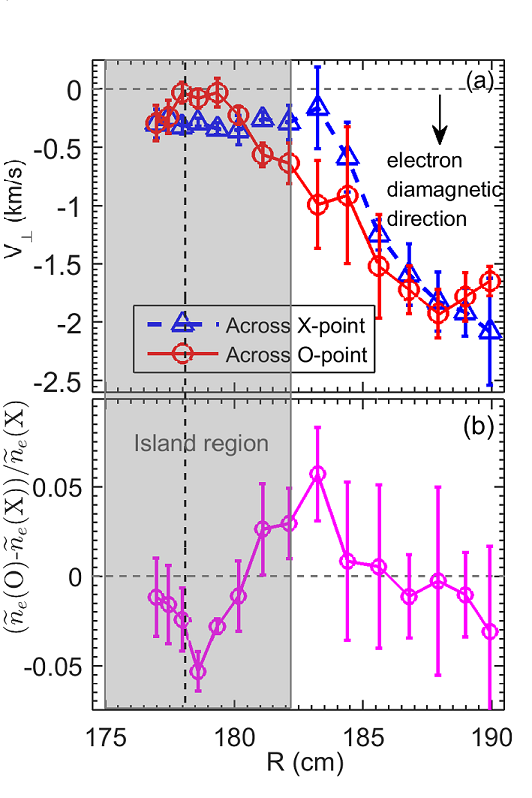 (a)
0
-0.5
-1
-1.5
-2
-2.5
V⊥ (km/s)
electron
diamagnetic
direction
Across X-point
Across O-point
(b)
Island region
0.05
0
-0.05
(ñₑ(O)-ñₑ(X))/ñₑ(X)
175 180 185 190
R (cm)